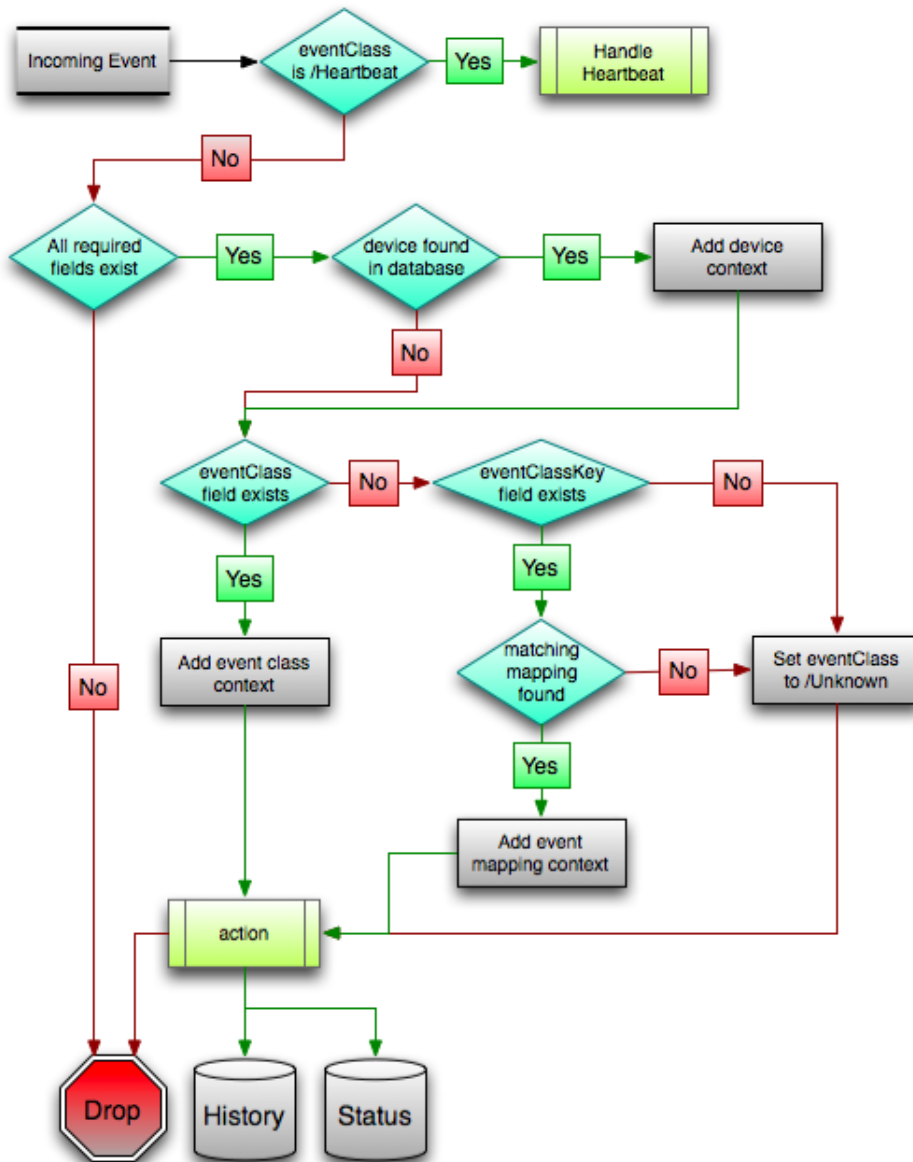 Incoming Event
eventClass
is /Heartbeat
Yes
Handle
Heartbeat
No
All required
fields exist
Yes
device found
in database
Yes
Add device
context
No
eventClass
field exists
No
eventClassKey
field exists
No
Yes
Yes
Add event class
context
matching
mapping
found
No
Set eventClass
to /Unknown
No
Yes
Add event
mapping context
action
Drop
History
Status